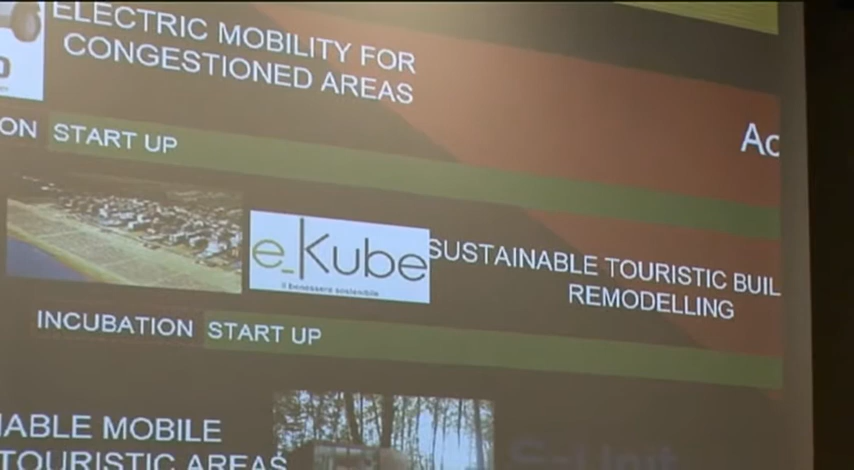 ELECTRIC MOBILITY FOR
CONGESTIONED AREAS
Ac
ON START UP
e_Kube
il benessere sostenibile
SUSTAINABLE TOURISTIC BUIL
REMODELLING
INCUBATION START UP
ABLE MOBILE
TOURISTIC AREAS